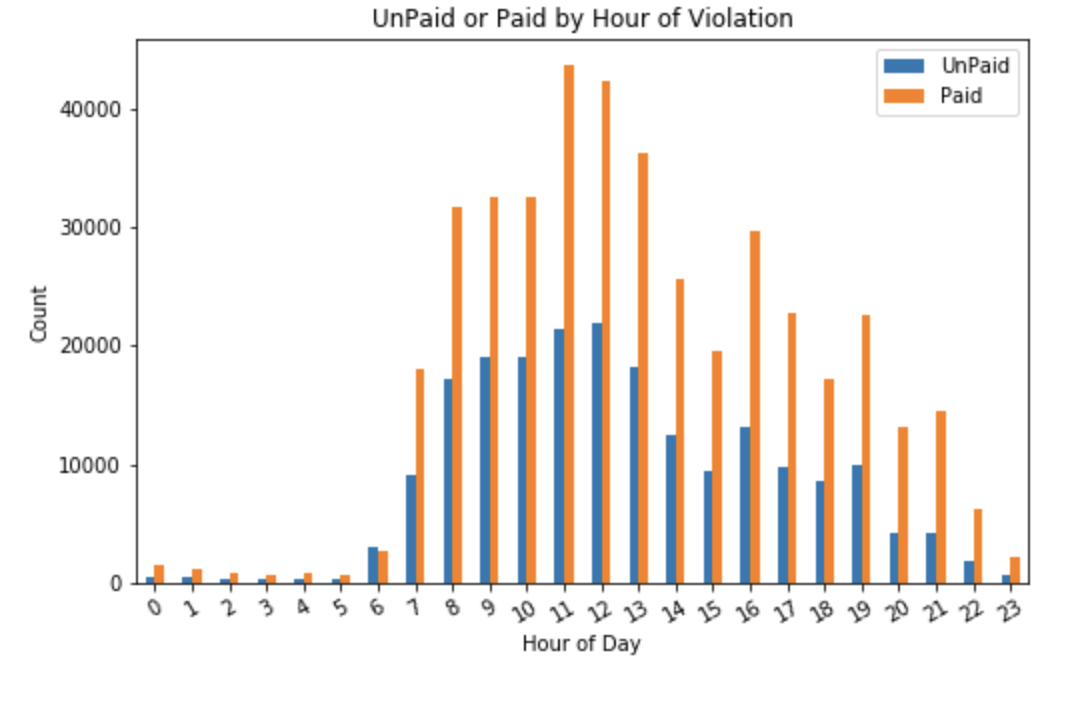 UnPaid or Paid by Hour of Violation
UnPaid
Paid
40000
30000
20000
10000
0
Count
0 1 2 3 4 5 6 7 8 9 10 11 12 13 14 15 16 17 18 19 20 21 22 23
Hour of Day